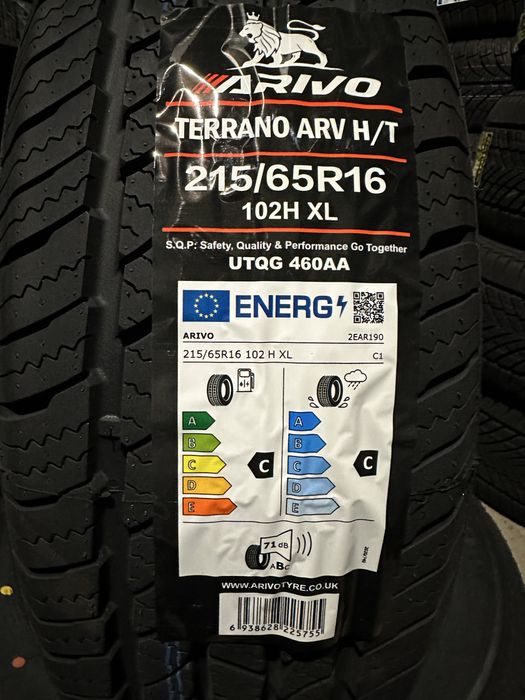 ARIVO
TERRANO ARV H/T
215/65R16
102H XL
S.Q.P: Safety, Quality & Performance Go Together
UTQG 460AA
ENERG
ARIVO 2EAR190
215/65R16 102 H XL C1
A A
B B
C C C C
D D
E E
71 dB
ABC
WWW.ARIVOTYRE.CO.UK
6 938628 225755